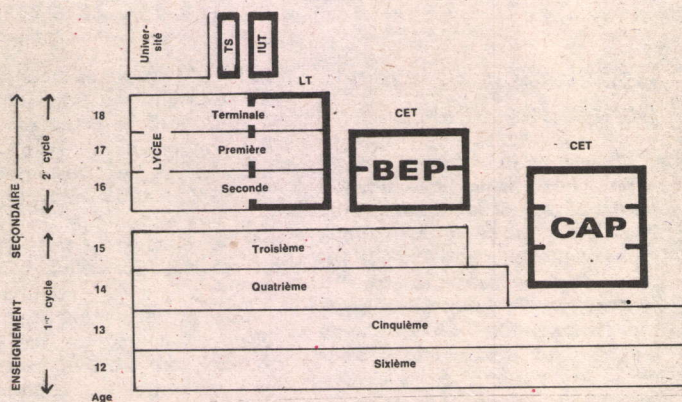 Univer-
sité
TS
IUT
LT
CET
CET
18
Terminale
17
Première
16
Seconde
LYCÉE
BEP
CAP
15
Troisième
14
Quatrième
13
Cinquième
12
Sixième
Age
ENSEIGNEMENT SECONDAIRE
1er cycle
2e cycle